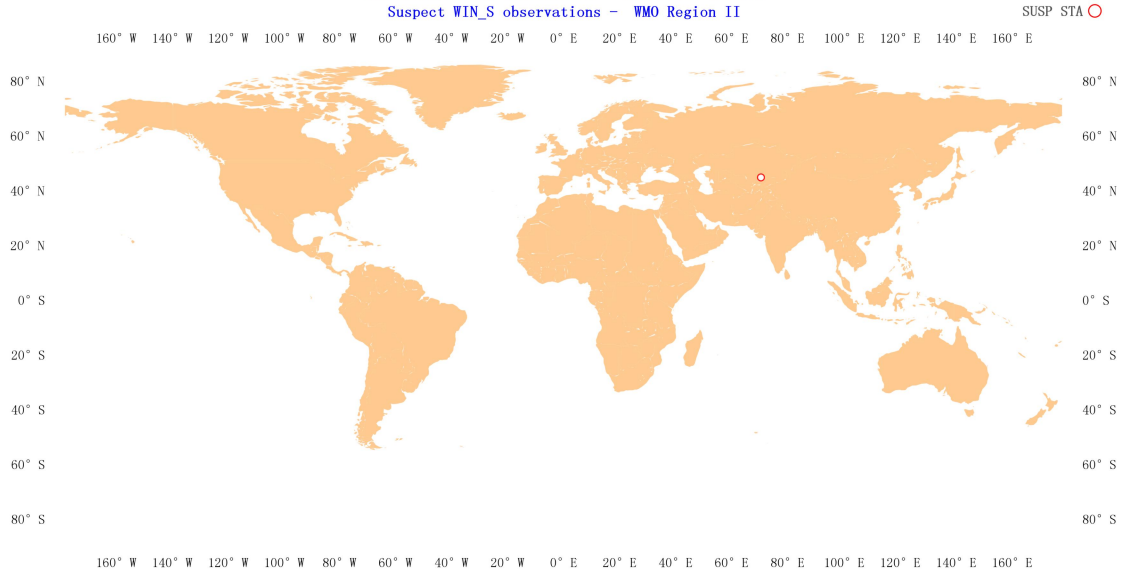 Suspect WIN_S observations -  WMO Region II
SUSP STA
160° W 140° W 120° W 100° W 80° W 60° W 40° W 20° W 0° E 20° E 40° E 60° E 80° E 100° E 120° E 140° E 160° E
80° N 80° N
60° N 60° N
40° N 40° N
20° N 20° N
0° S 0° S
20° S 20° S
40° S 40° S
60° S 60° S
80° S 80° S
160° W 140° W 120° W 100° W 80° W 60° W 40° W 20° W 0° E 20° E 40° E 60° E 80° E 100° E 120° E 140° E 160° E